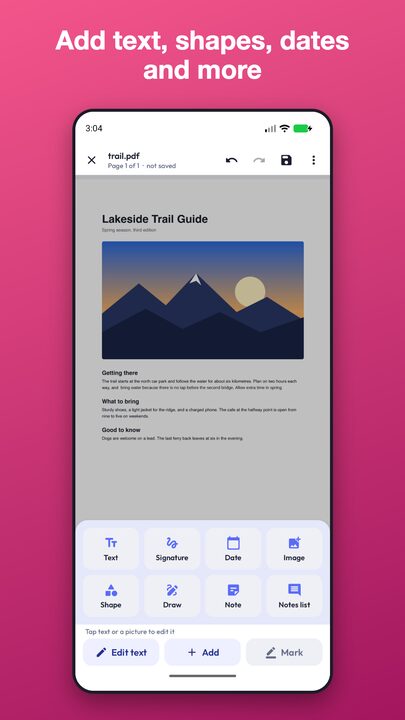 Add text, shapes, dates
and more
3:04
trail.pdf
Page 1 of 1 · not saved
Lakeside Trail Guide
Spring season, third edition
Getting there
The trail starts at the north car park and follows the water for about six kilometres. Plan on two hours each
way, and bring water because there is no tap before the second bridge. Allow extra time in spring
What to bring
Sturdy shoes, a light jacket for the ridge, and a charged phone. The cafe at the halfway point is open from
nine to five on weekends.
Good to know
Dogs are welcome on a lead. The last ferry back leaves at six in the evening.
Text
Signature
Date
Image
Shape
Draw
Note
Notes list
Tap text or a picture to edit it
Edit text
Add
Mark